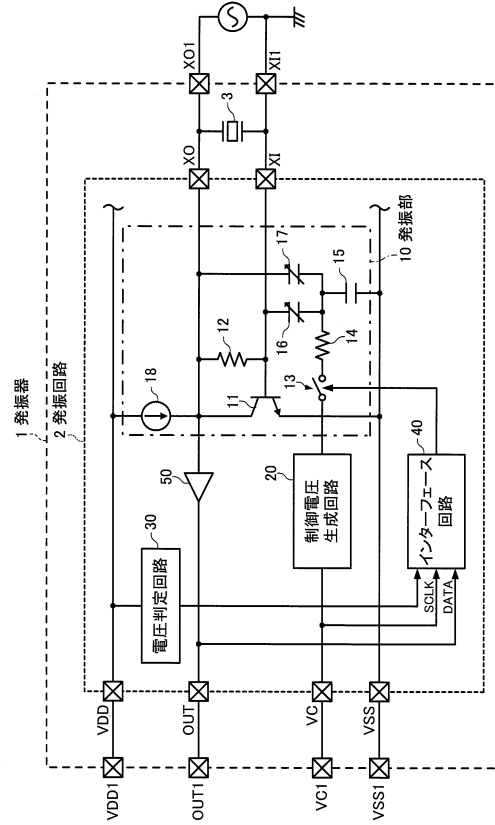 1 発振器
2 発振回路
VDD1
VDD
OUT1
OUT
VC1
VC
VSS1
VSS
30
電圧判定回路
50
18
12
11
20
制御電圧
生成回路
13
14
16
17
15
10 発振部
40
インターフェース
回路
SCLK
DATA
XO
XI
3
XO1
XI1